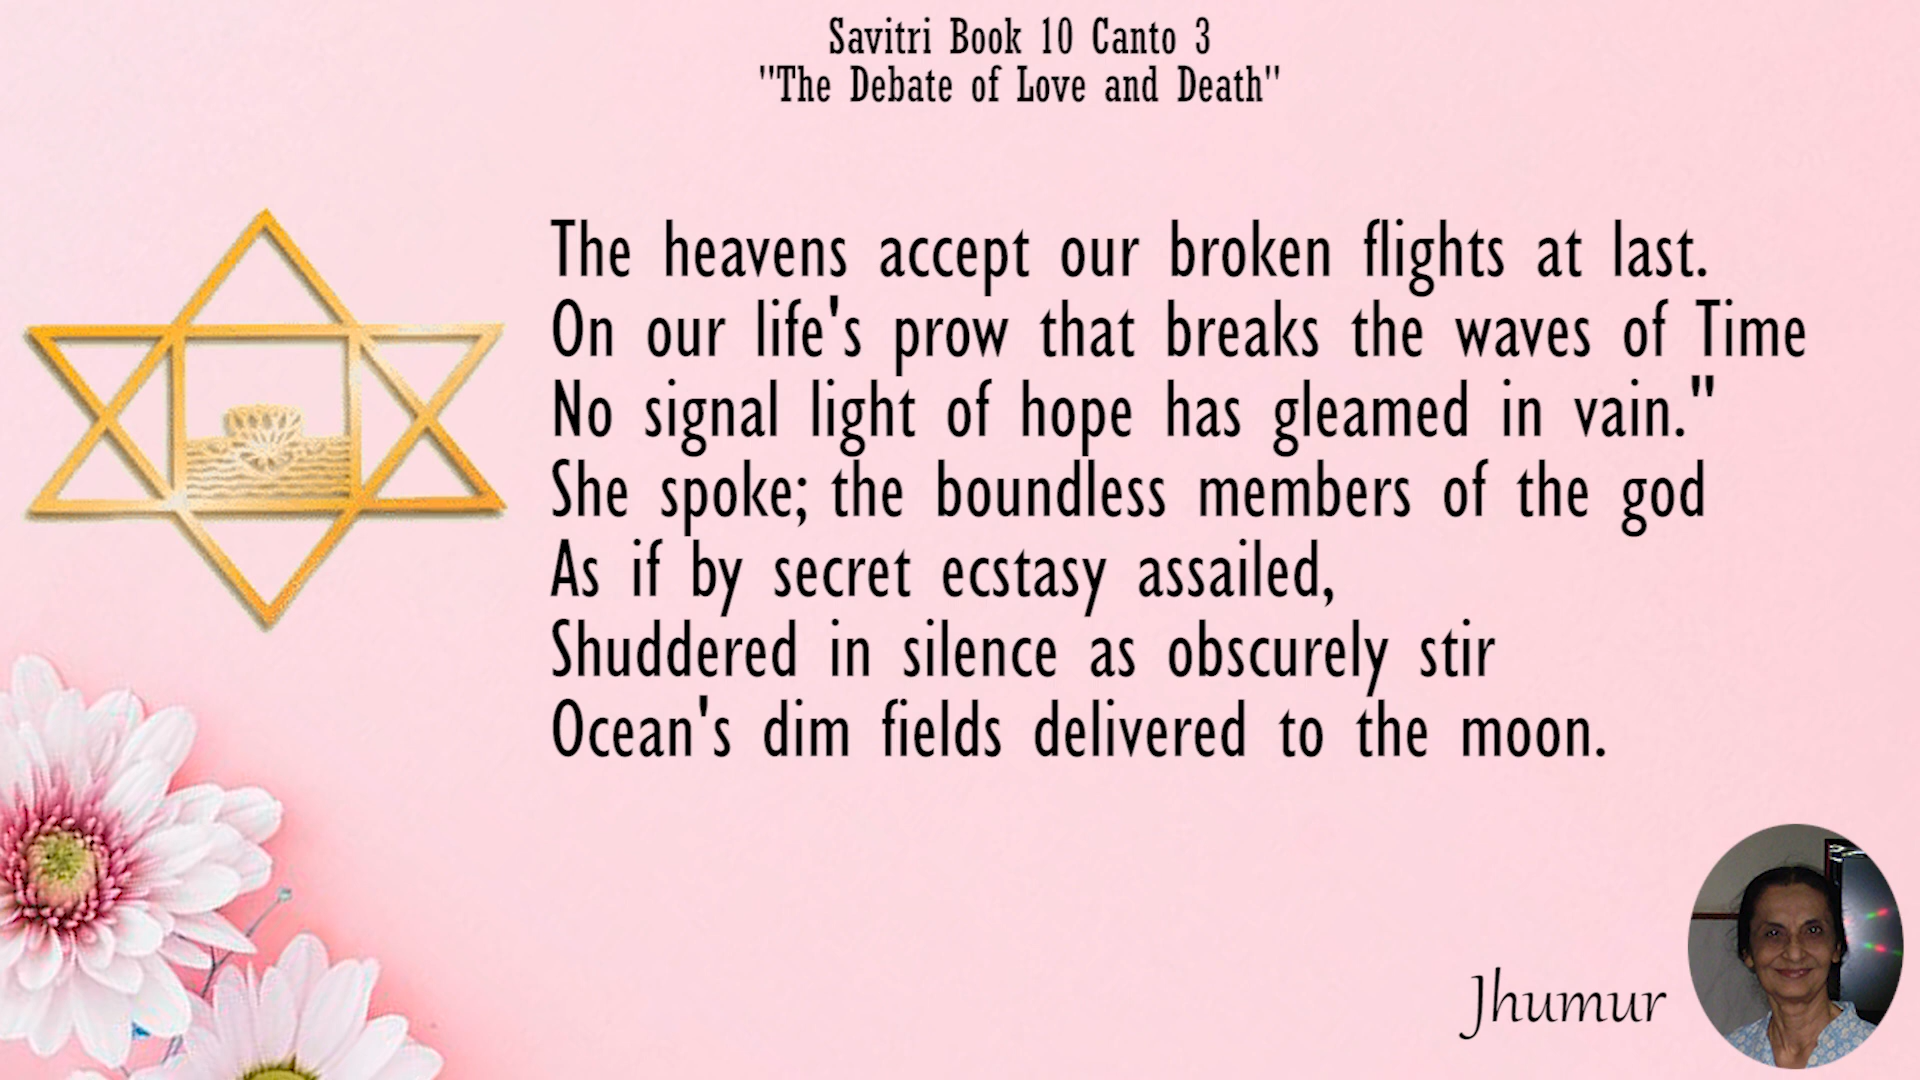 Savitri Book 10 Canto 3
"The Debate of Love and Death"
The heavens accept our broken flights at last.
On our life's prow that breaks the waves of Time
No signal light of hope has gleamed in vain."
She spoke; the boundless members of the god
As if by secret ecstasy assailed,
Shuddered in silence as obscurely stir
Ocean's dim fields delivered to the moon.
Jhumur